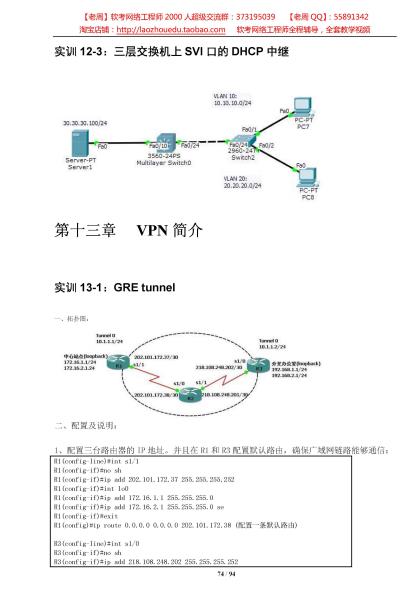 【老周】软考网络工程师 2000 人超级交流群：373195039 【老周 QQ】：55891342
淘宝店铺：http://laozhouedu.taobao.com 软考网络工程师全程辅导，全套教学视频
实训 12-3：三层交换机上 SVI 口的 DHCP 中继
VLAN 10:
10.10.10.0/24
Fa0
PC-PT
PC7
30.30.30.100/24
Fa0/1
Fa0
Fa0/10
Fa0/24
Fa0/24
Fa0/2
Server-PT
Server1
3560-24PS
Multilayer Switch0
2960-24T
Switch2
Fa0
VLAN 20:
20.20.20.0/24
PC-PT
PC8
第十三章 VPN 简介
实训 13-1：GRE tunnel
一、拓扑图：
Tunnel 0
10.1.1.1/24
Tunnel 0
10.1.1.2/24
中心站点(loopback)
172.16.1.1/24
172.16.2.1/24
202.101.172.37/30
s1/1
R1
218.108.248.202/30
s1/0
R3
分支办公室(loopback)
192.168.1.1/24
192.168.2.1/24
s1/0
s1/1
202.101.172.38/30
R2
218.108.248.201/30
二、配置及说明：
1、配置三台路由器的 IP 地址。并且在 R1 和 R3 配置默认路由，确保广域网链路能够通信：
R1(config-line)#int s1/1
R1(config-if)#no sh
R1(config-if)#ip add 202.101.172.37 255.255.255.252
R1(config-if)#int lo0
R1(config-if)#ip add 172.16.1.1 255.255.255.0
R1(config-if)#ip add 172.16.2.1 255.255.255.0 se
R1(config-if)#exit
R1(config)#ip route 0.0.0.0 0.0.0.0 202.101.172.38 (配置一条默认路由)
R3(config-line)#int s1/0
R3(config-if)#no sh
R3(config-if)#ip add 218.108.248.202 255.255.255.252
74 / 94